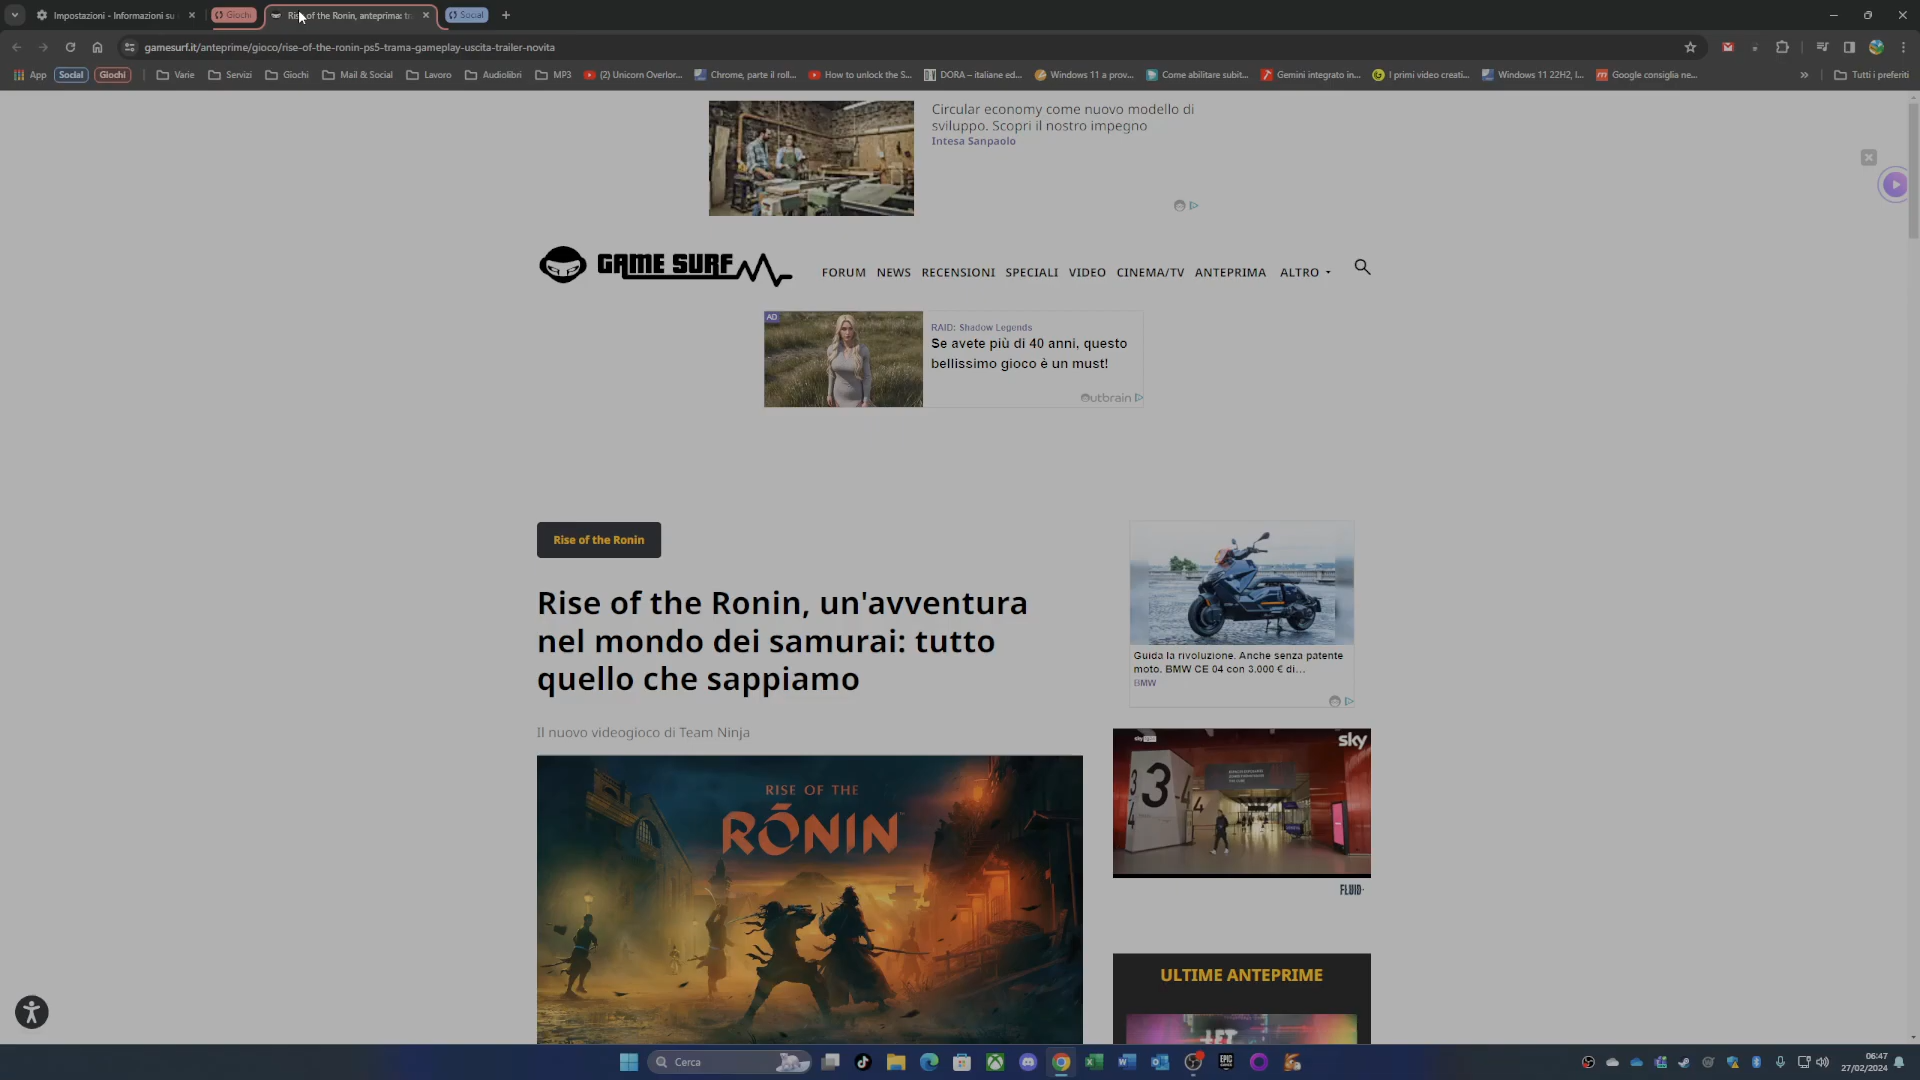 Impostazioni - Informazioni su
Giochi
Rise of the Ronin, anteprima: tr
Social
gamesurf.it/anteprime/gioco/rise-of-the-ronin-ps5-trama-gameplay-uscita-trailer-novita
App
Social
Giochi
Varie
Servizi
Giochi
Mail & Social
Lavoro
Audiolibri
MP3
(2) Unicorn Overlor...
Chrome, parte il roll...
How to unlock the S...
DORA – italiane ed...
Windows 11 a prov...
Come abilitare subit...
Gemini integrato in...
I primi video creati...
Windows 11 22H2, l...
Google consiglia ne...
Tutti i preferiti
Circular economy come nuovo modello di
sviluppo. Scopri il nostro impegno
Intesa Sanpaolo
GAME SURF
FORUM NEWS RECENSIONI SPECIALI VIDEO CINEMA/TV ANTEPRIMA ALTRO
AD
RAID: Shadow Legends
Se avete più di 40 anni, questo
bellissimo gioco è un must!
Outbrain
Rise of the Ronin
Rise of the Ronin, un'avventura
nel mondo dei samurai: tutto
quello che sappiamo
Il nuovo videogioco di Team Ninja
RISE OF THE
RŌNIN
Guida la rivoluzione. Anche senza patente
moto. BMW CE 04 con 3.000 € di...
BMW
sky
3
3
4
FLUID
ULTIME ANTEPRIME
Cerca
EPIC
06:47
27/02/2024